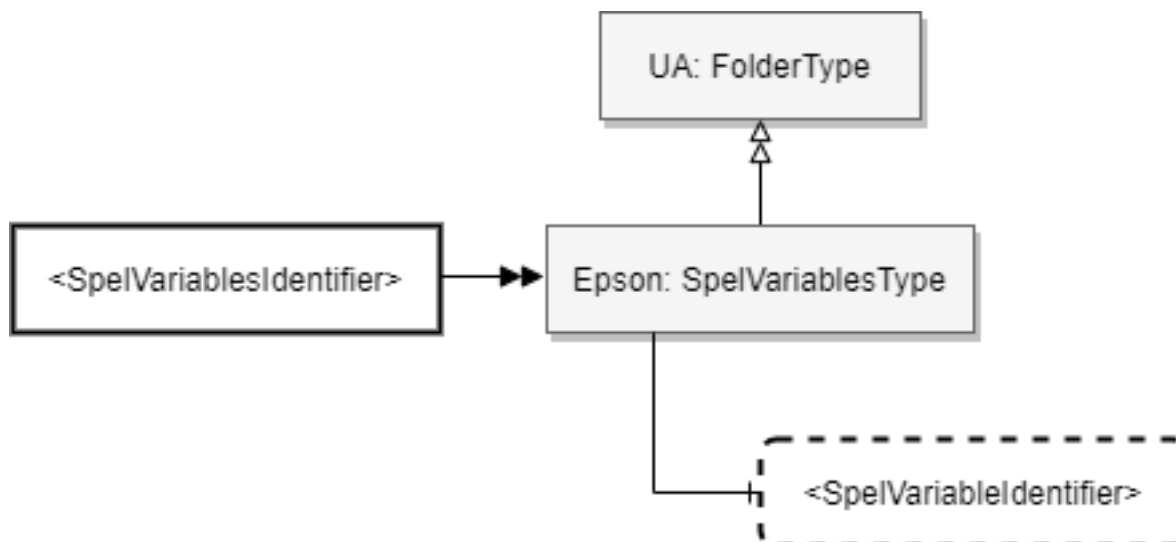 UA: FolderType
<SpelVariablesIdentifier>
Epson: SpelVariablesType
<SpelVariableIdentifier>